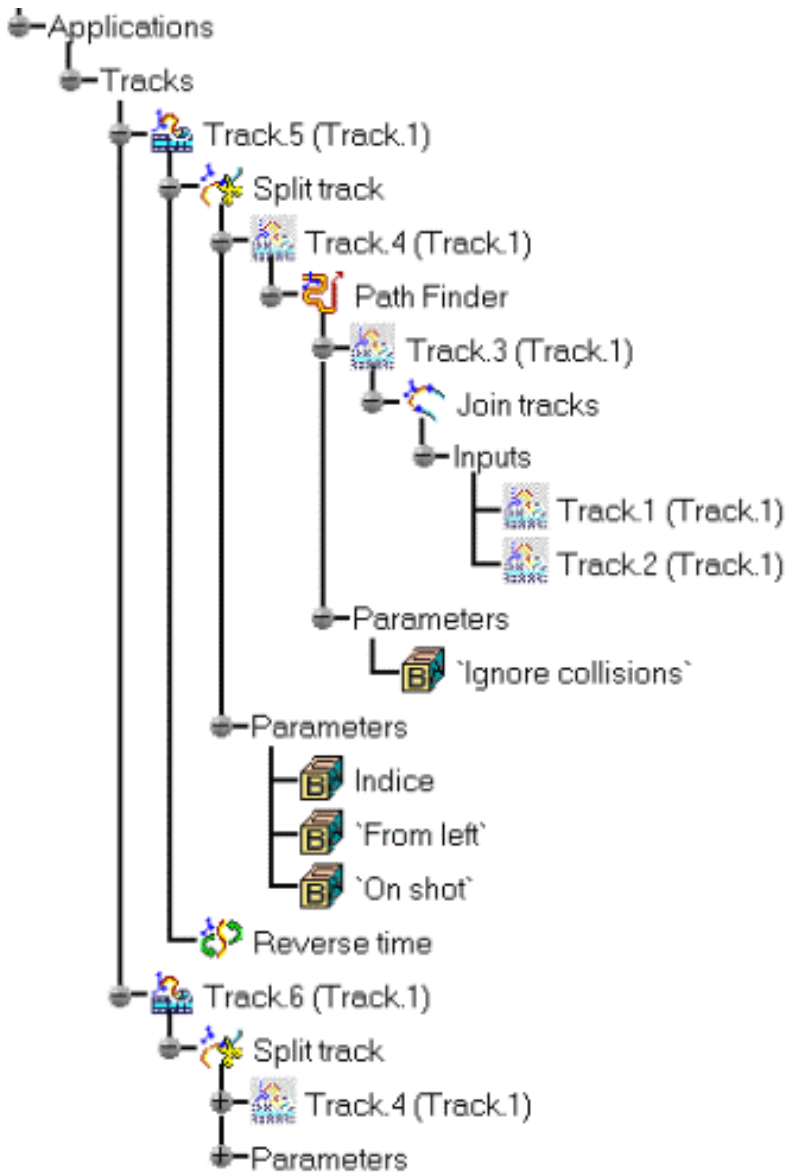 Applications
Tracks
Track.5 (Track.1)
Split track
Track.4 (Track.1)
Path Finder
Track.3 (Track.1)
Join tracks
Inputs
Track.1 (Track.1)
Track.2 (Track.1)
Parameters
B `Ignore collisions`
Parameters
B Indice
B `From left`
B `On shot`
Reverse time
Track.6 (Track.1)
Split track
Track.4 (Track.1)
Parameters